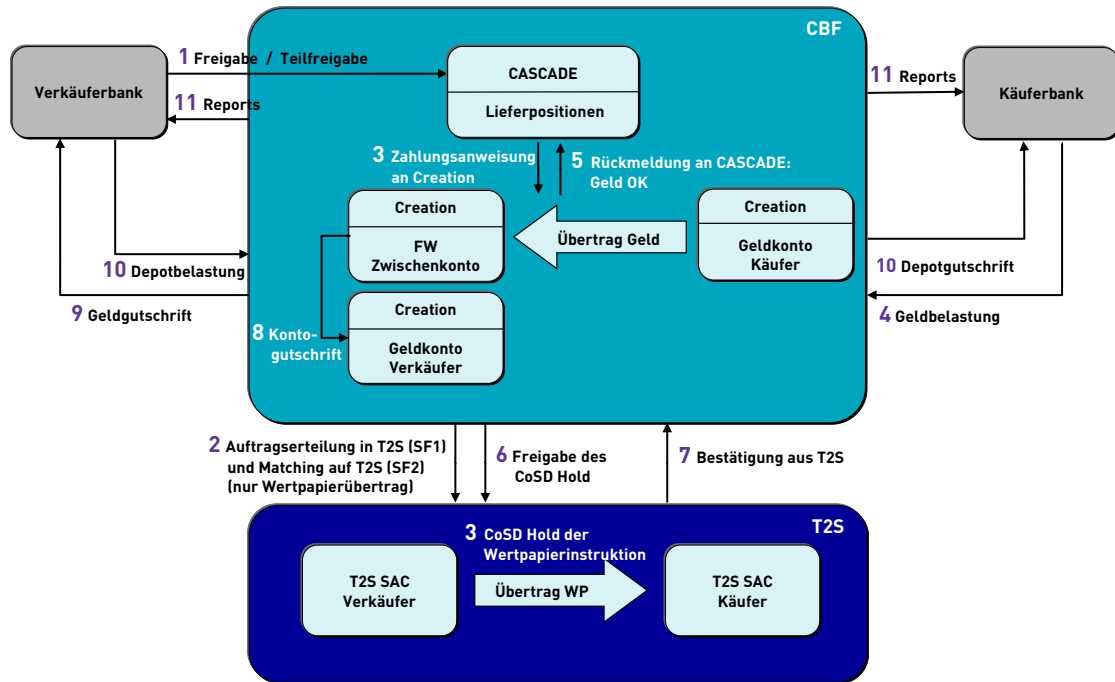 CBF
1 Freigabe / Teilfreigabe
Verkäuferbank
11 Reports
CASCADE
Lieferpositionen
11 Reports
Käuferbank
3 Zahlungsanweisung
an Creation
5 Rückmeldung an CASCADE:
Geld OK
Creation
FW
Zwischenkonto
Übertrag Geld
Creation
Geldkonto
Käufer
10 Depotbelastung
9 Geldgutschrift
10 Depotgutschrift
4 Geldbelastung
8 Konto-
gutschrift
Creation
Geldkonto
Verkäufer
2 Auftragserteilung in T2S (SF1)
und Matching auf T2S (SF2)
(nur Wertpapierübertrag)
6 Freigabe des
CoSD Hold
7 Bestätigung aus T2S
T2S
3 CoSD Hold der
Wertpapierinstruktion
T2S SAC
Verkäufer
Übertrag WP
T2S SAC
Käufer